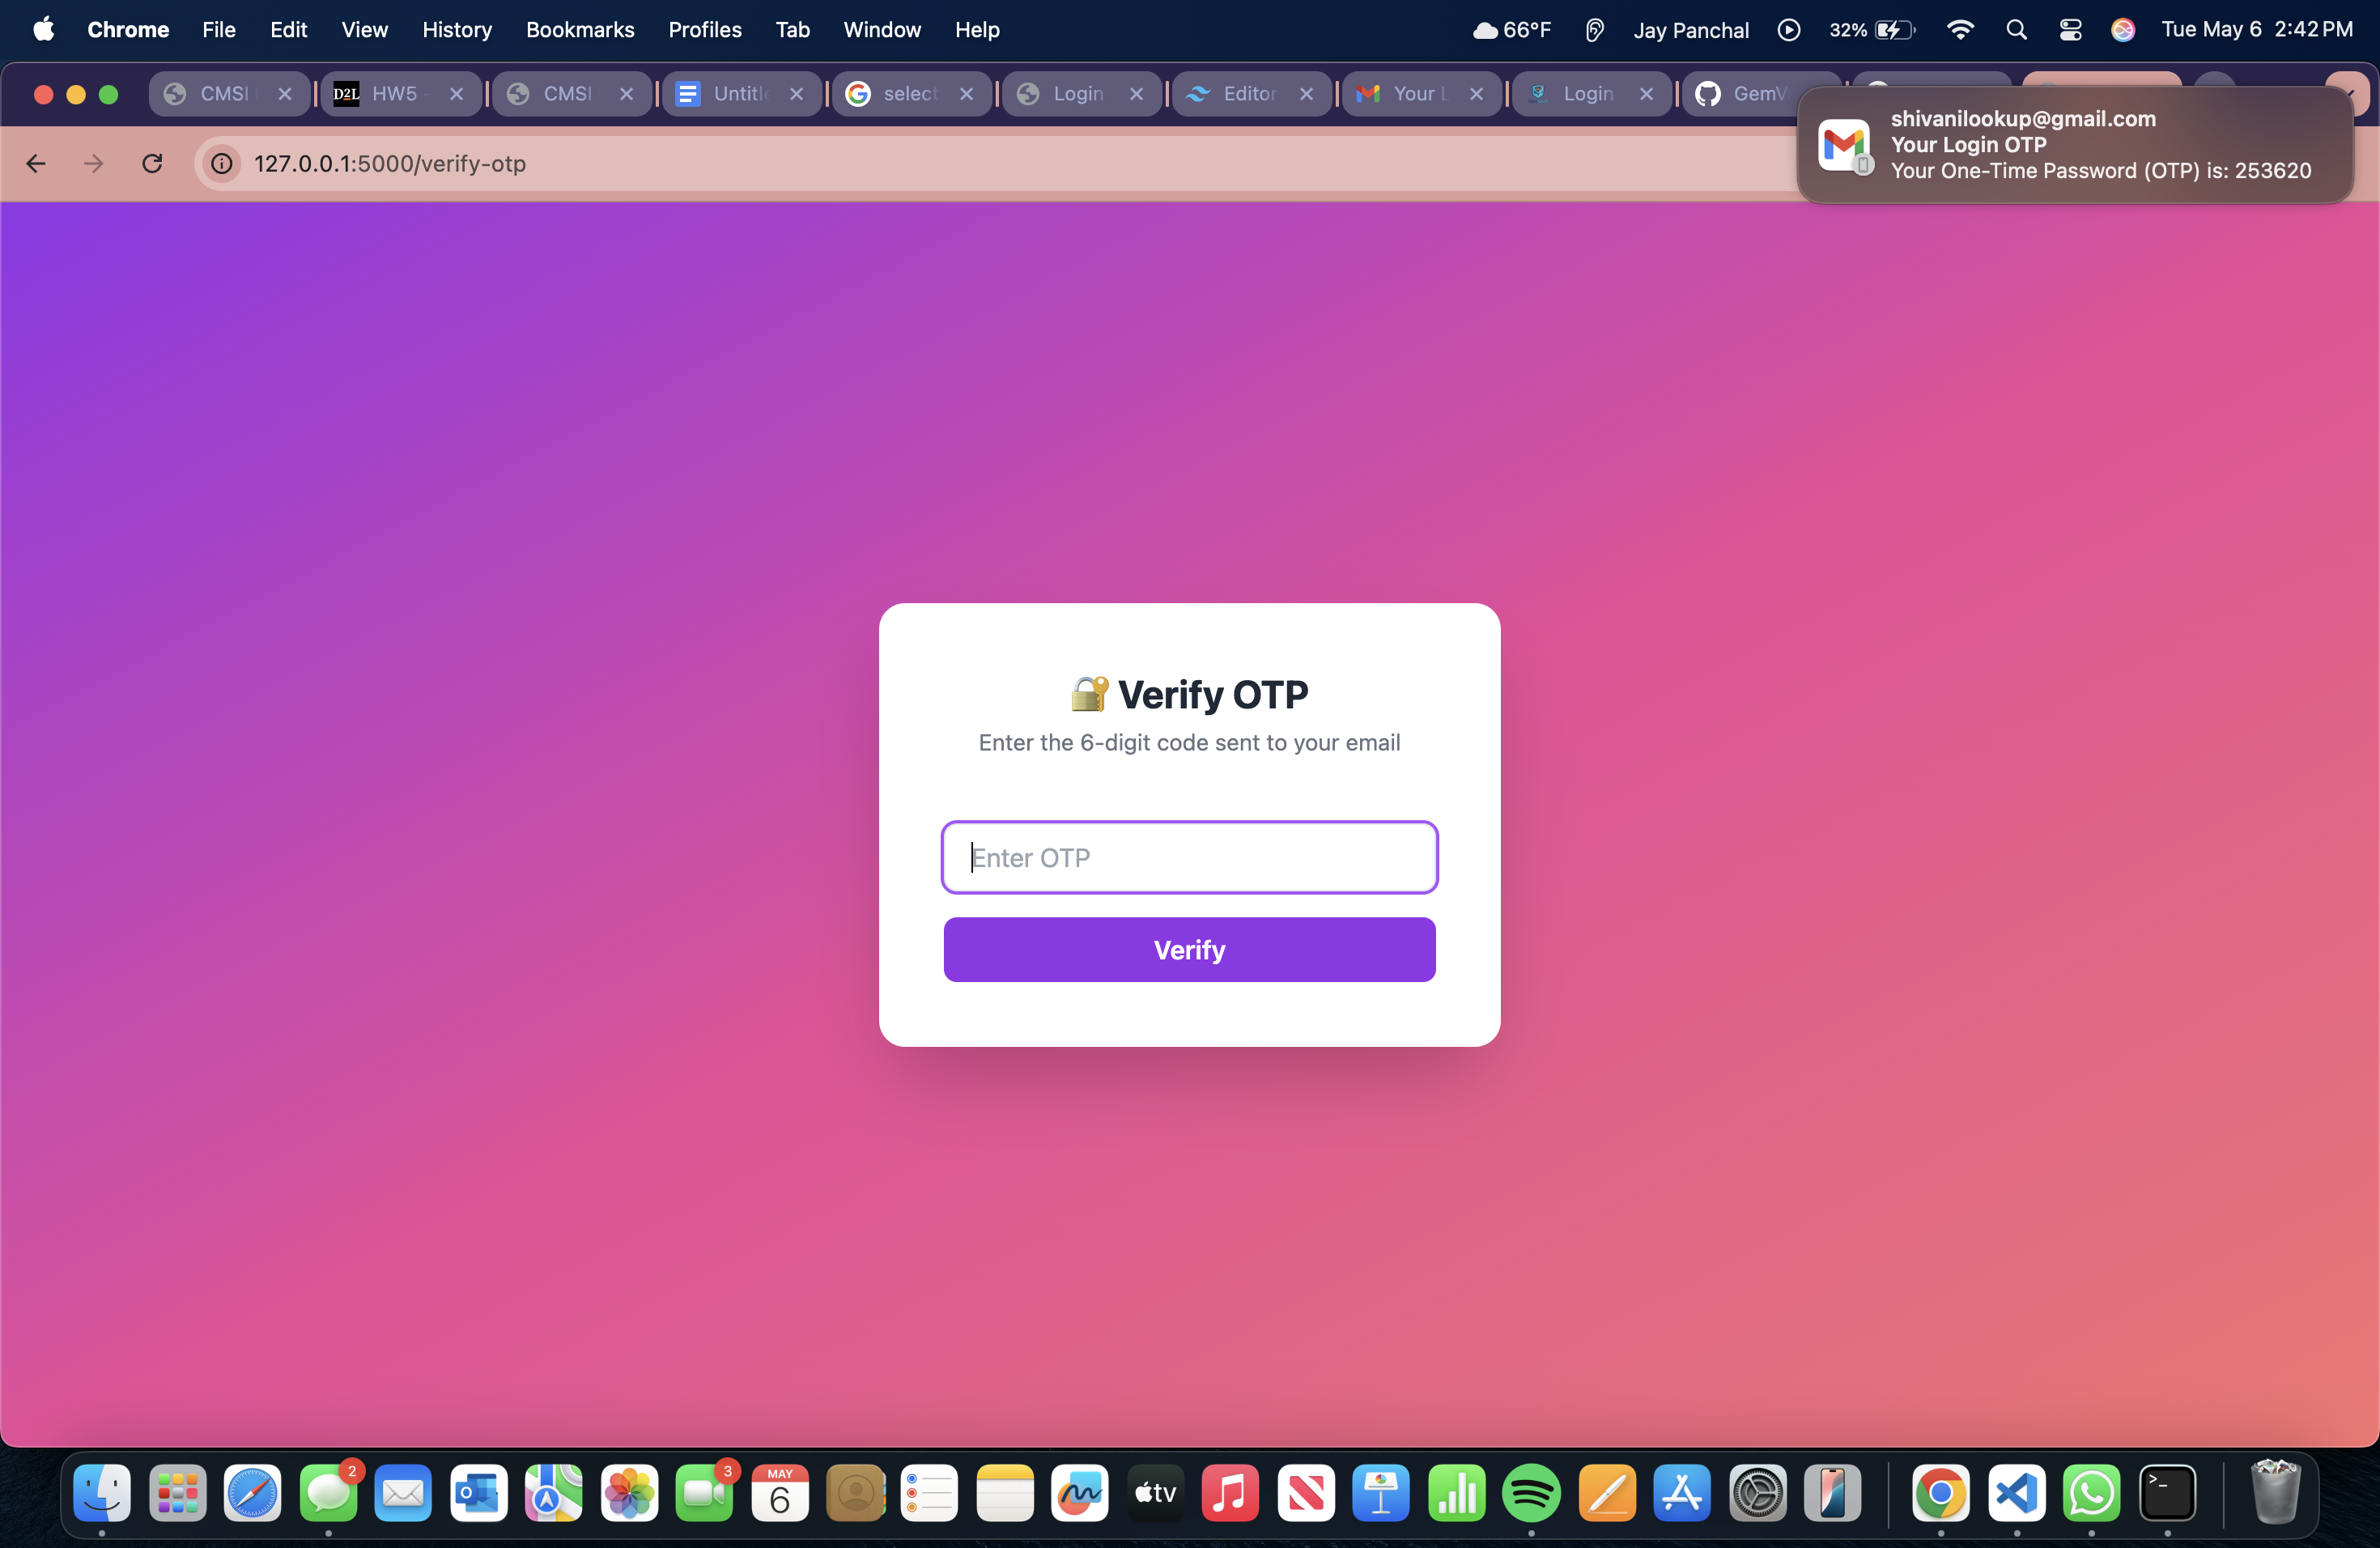 Chrome File Edit View History Bookmarks Profiles Tab Window Help 66°F Jay Panchal 32% Tue May 6 2:42 PM
CMSI D2L HW5 - CMSI Untitl select Login Editor Your L Login GemV
127.0.0.1:5000/verify-otp
shivanilookup@gmail.com
Your Login OTP
Your One-Time Password (OTP) is: 253620
Verify OTP
Enter the 6-digit code sent to your email
Enter OTP
Verify
2 3 MAY 6 tv